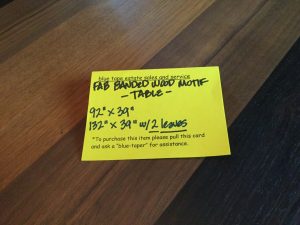 blue tape estate sales and service
FAB BANDED WOOD MOTIF
- TABLE -
92" X 39"
132" X 39" w/ 2 leaves
*To purchase this item please pull this card
and ask a "blue-taper" for assistance.